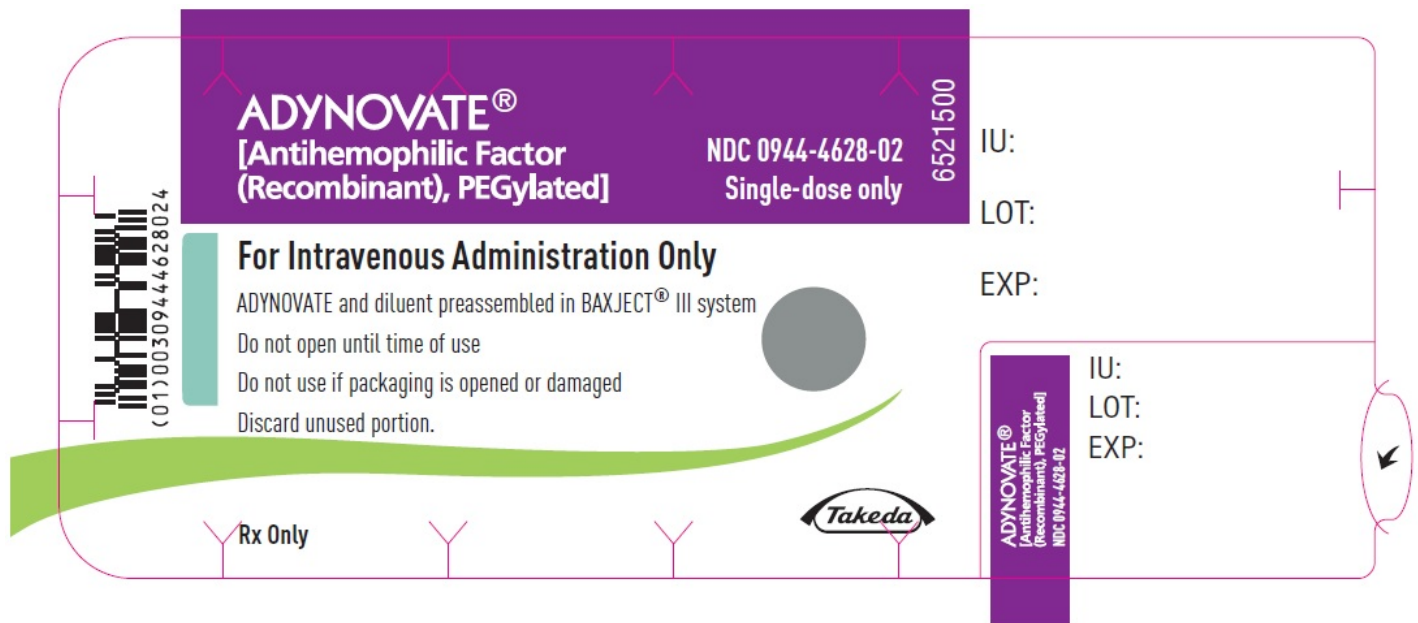 ADYNOVATE®
[Antihemophilic Factor
(Recombinant), PEGylated]
NDC 0944-4628-02
Single-dose only
6521500
(01)00309444628024
For Intravenous Administration Only
ADYNOVATE and diluent preassembled in BAXJECT® III system
Do not open until time of use
Do not use if packaging is opened or damaged
Discard unused portion.
Rx Only
Takeda
IU:
LOT:
EXP:
ADYNOVATE®
[Antihemophilic Factor
(Recombinant), PEGylated]
NDC 0944-4628-02
IU:
LOT:
EXP: